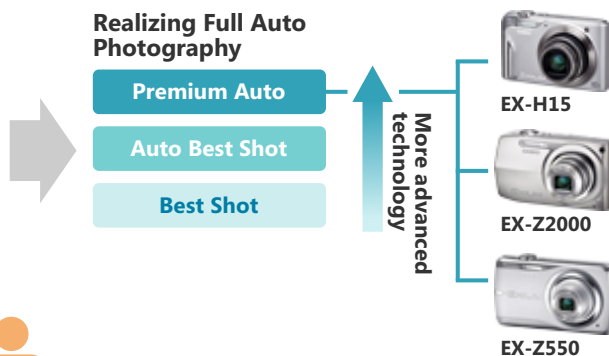 Realizing Full Auto
Photography
Premium Auto
Auto Best Shot
Best Shot
More advanced
technology
EX-H15
EX-Z2000
EX-Z550